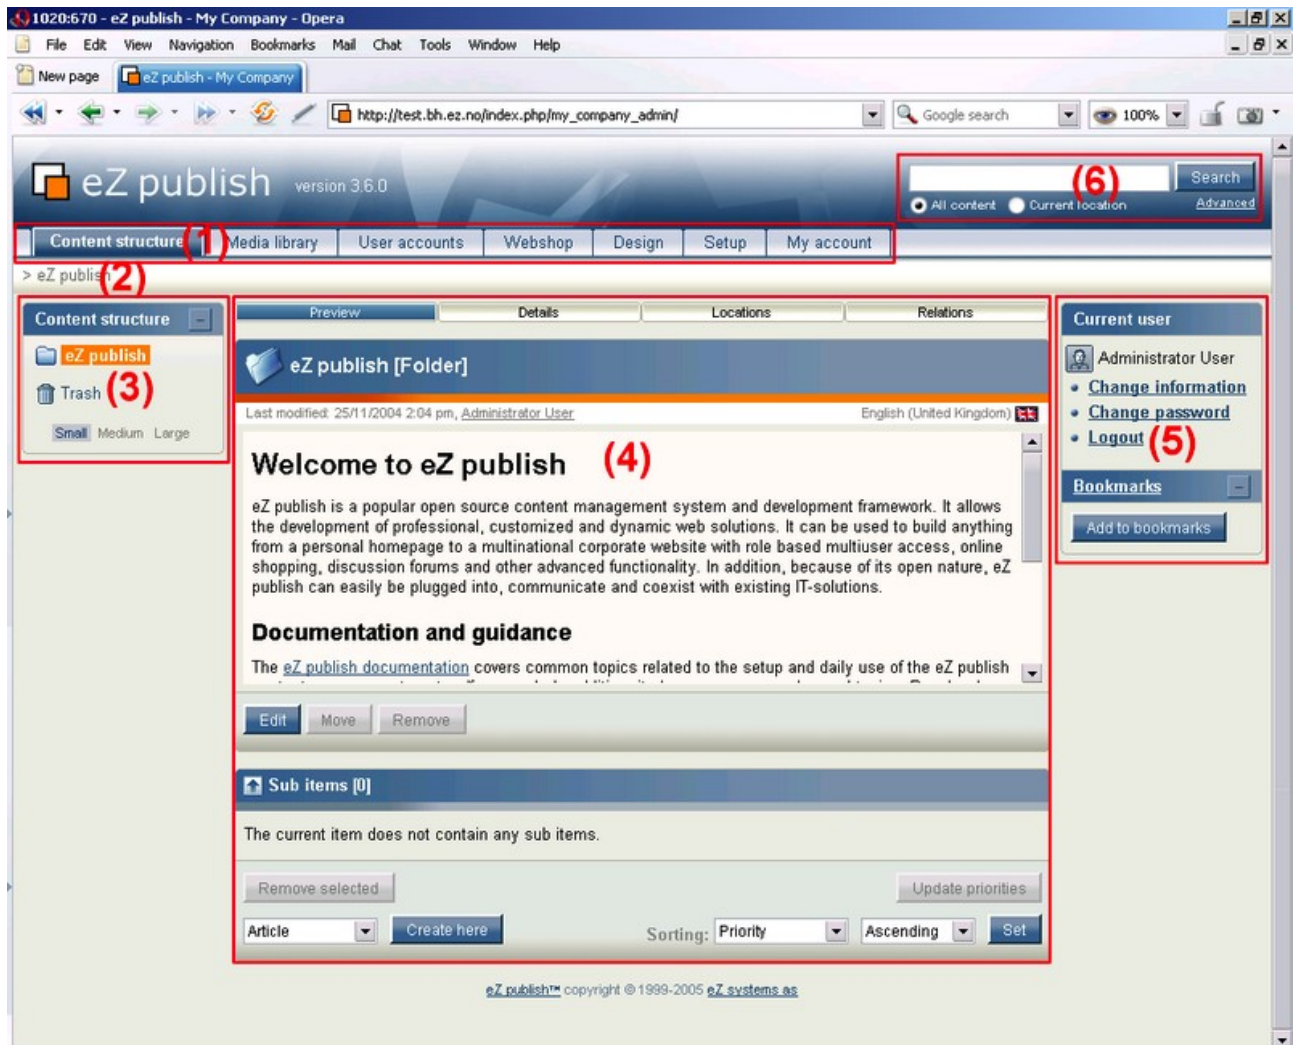 1020:670 - eZ publish - My Company - Opera
File Edit View Navigation Bookmarks Mail Chat Tools Window Help
New page eZ publish - My Company
http://test.bh.ez.no/index.php/my_company_admin/ Google search 100%
eZ publish version 3.6.0
(6) Search
All content Current location Advanced
Content structure (1) Media library User accounts Webshop Design Setup My account
> eZ publish (2)
Content structure
eZ publish
Trash (3)
Small Medium Large
Preview Details Locations Relations
eZ publish [Folder]
Last modified: 25/11/2004 2:04 pm, Administrator User English (United Kingdom)
Welcome to eZ publish (4)
eZ publish is a popular open source content management system and development framework. It allows
the development of professional, customized and dynamic web solutions. It can be used to build anything
from a personal homepage to a multinational corporate website with role based multiuser access, online
shopping, discussion forums and other advanced functionality. In addition, because of its open nature, eZ
publish can easily be plugged into, communicate and coexist with existing IT-solutions.
Documentation and guidance
The eZ publish documentation covers common topics related to the setup and daily use of the eZ publish
Edit Move Remove
Sub items [0]
The current item does not contain any sub items.
Remove selected Update priorities
Article Create here Sorting: Priority Ascending Set
Current user
Administrator User
Change information
Change password
Logout (5)
Bookmarks
Add to bookmarks
eZ publish™ copyright © 1999-2005 eZ systems as